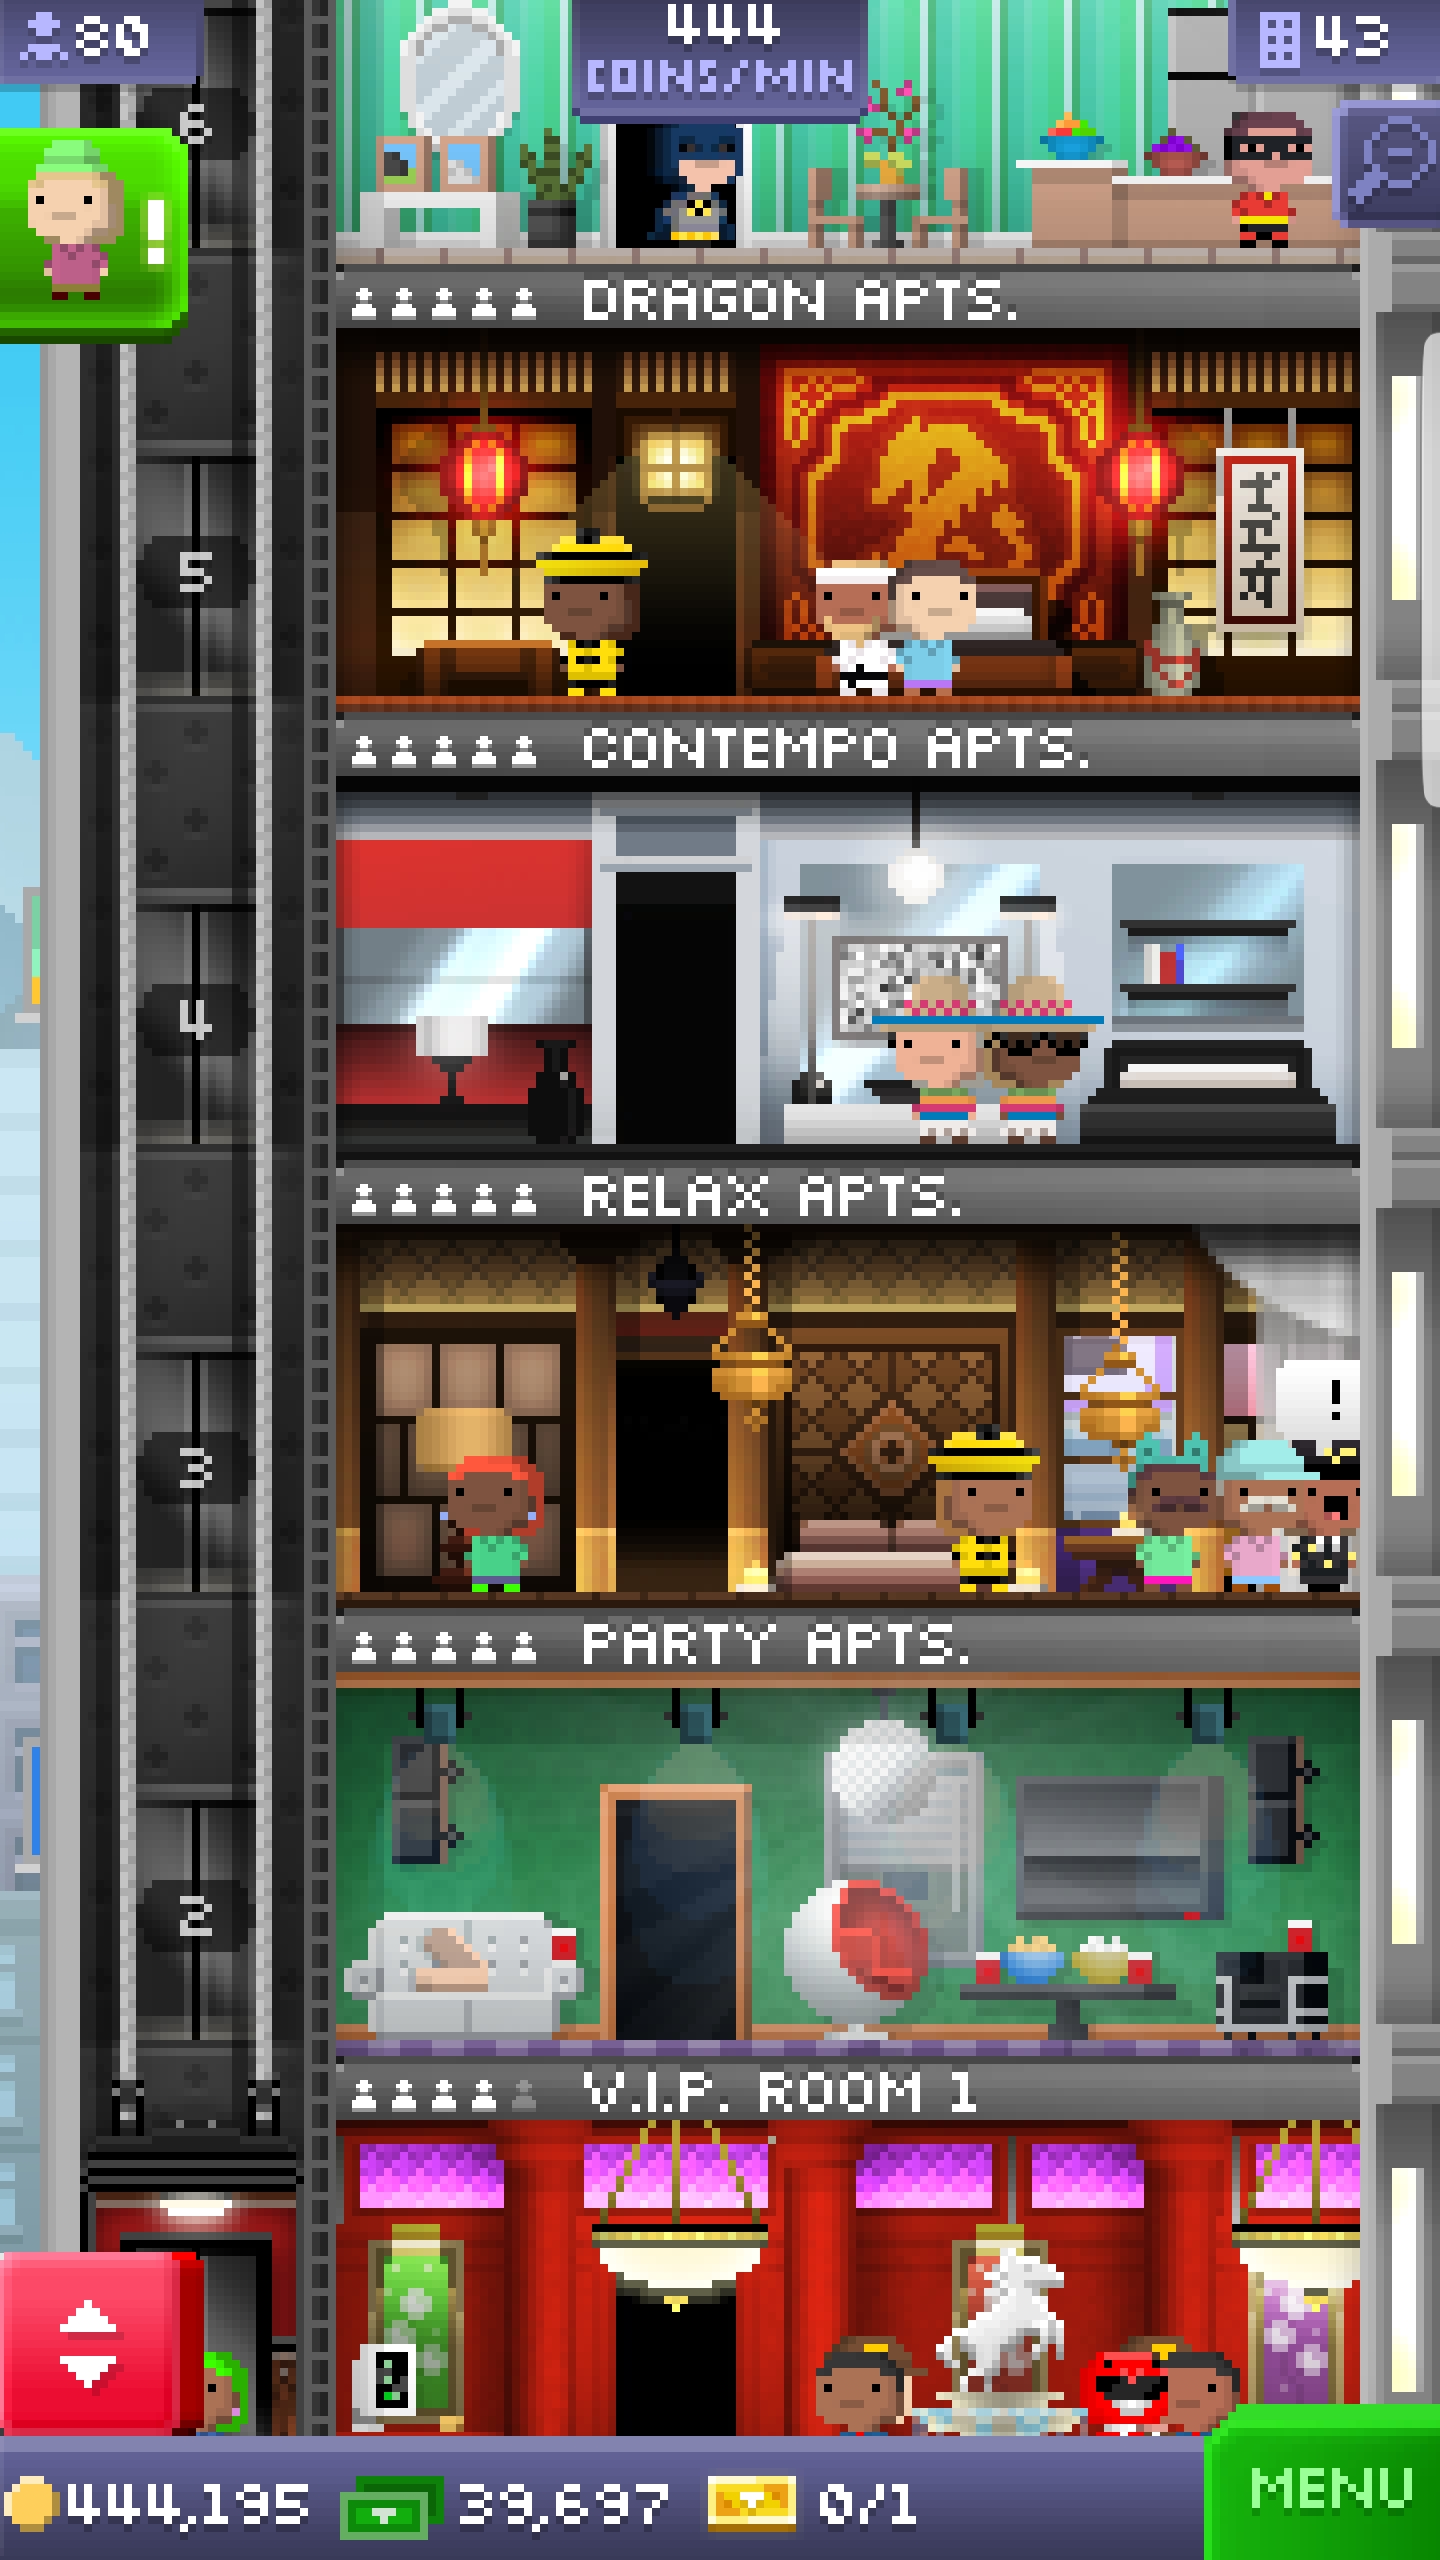 80
444
COINS/MIN
43
6
!
DRAGON APTS.
5
CONTEMPO APTS.
4
RELAX APTS.
!
3
PARTY APTS.
2
V.I.P. ROOM 1
444,195
39,697
0/1
MENU